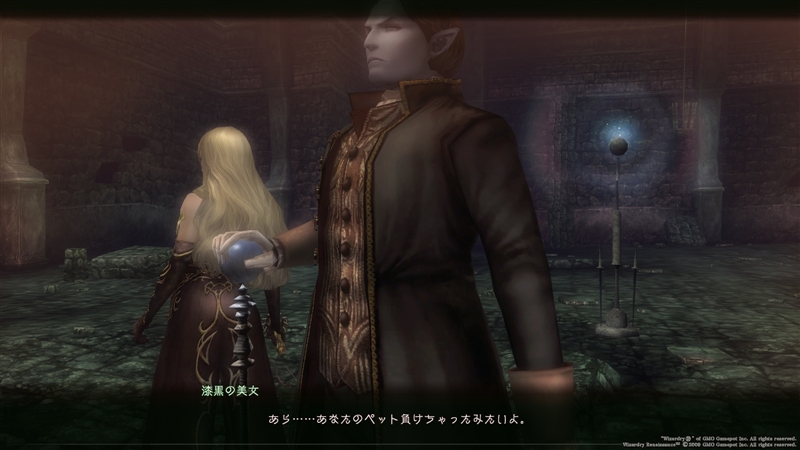 漆黒の美女
あら……あなたのペット負けちゃったみたいよ。
"Wizardry" of GMO Gamepot Inc. All rights reserved.
Wizardry Renaissance™ © 2009 GMO Gamepot Inc. All rights reserved.